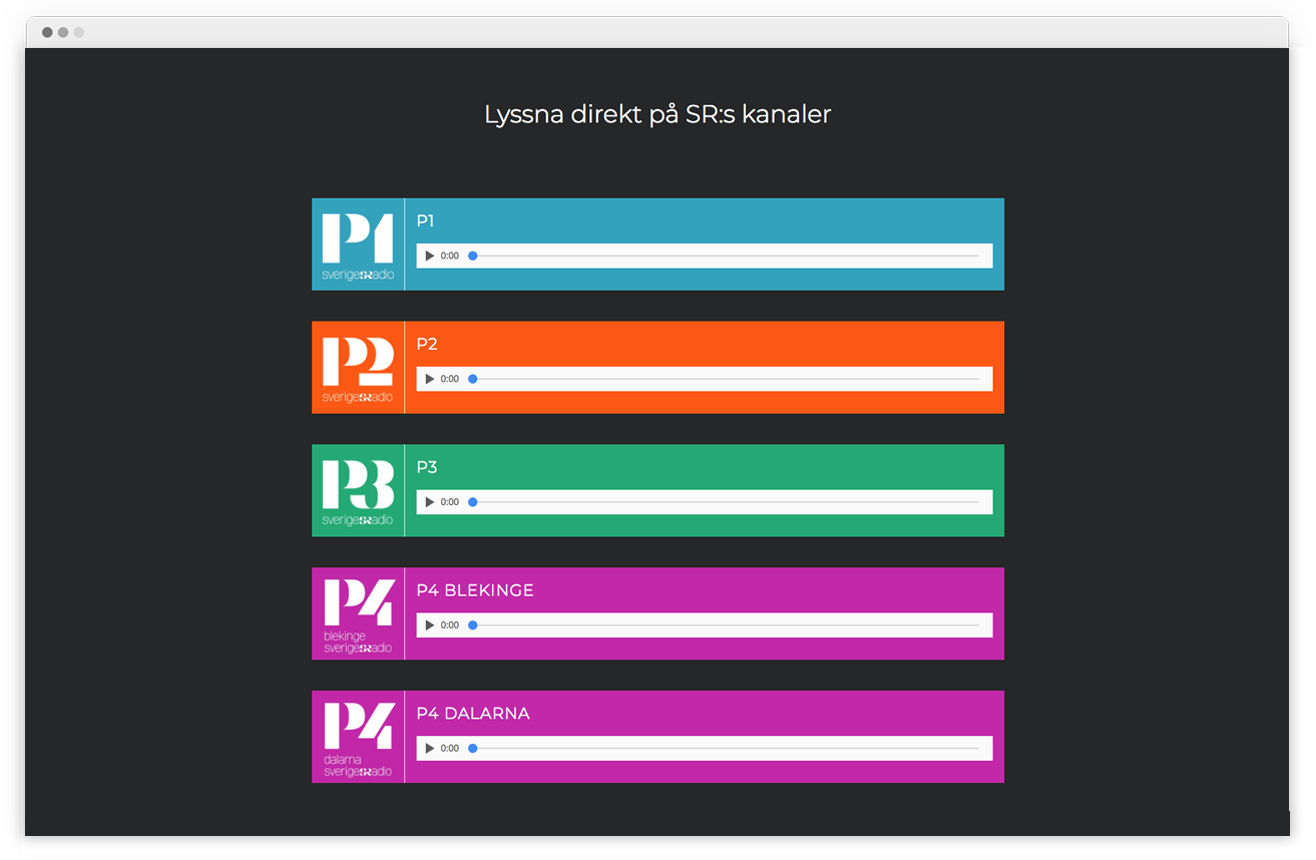 Lyssna direkt på SR:s kanaler
P1
sverigesradio
P1
0:00
P2
sverigesradio
P2
0:00
P3
sverigesradio
P3
0:00
P4
blekinge
sverigesradio
P4 BLEKINGE
0:00
P4
dalarna
sverigesradio
P4 DALARNA
0:00